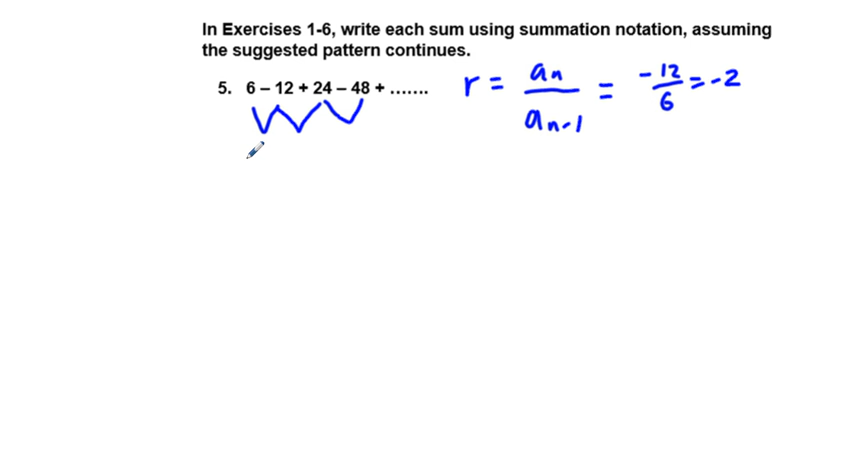 In Exercises 1-6, write each sum using summation notation, assuming
the suggested pattern continues.
5. 6 – 12 + 24 – 48 + ....... r = aₙ / aₙ₋₁ = -12 / 6 = -2